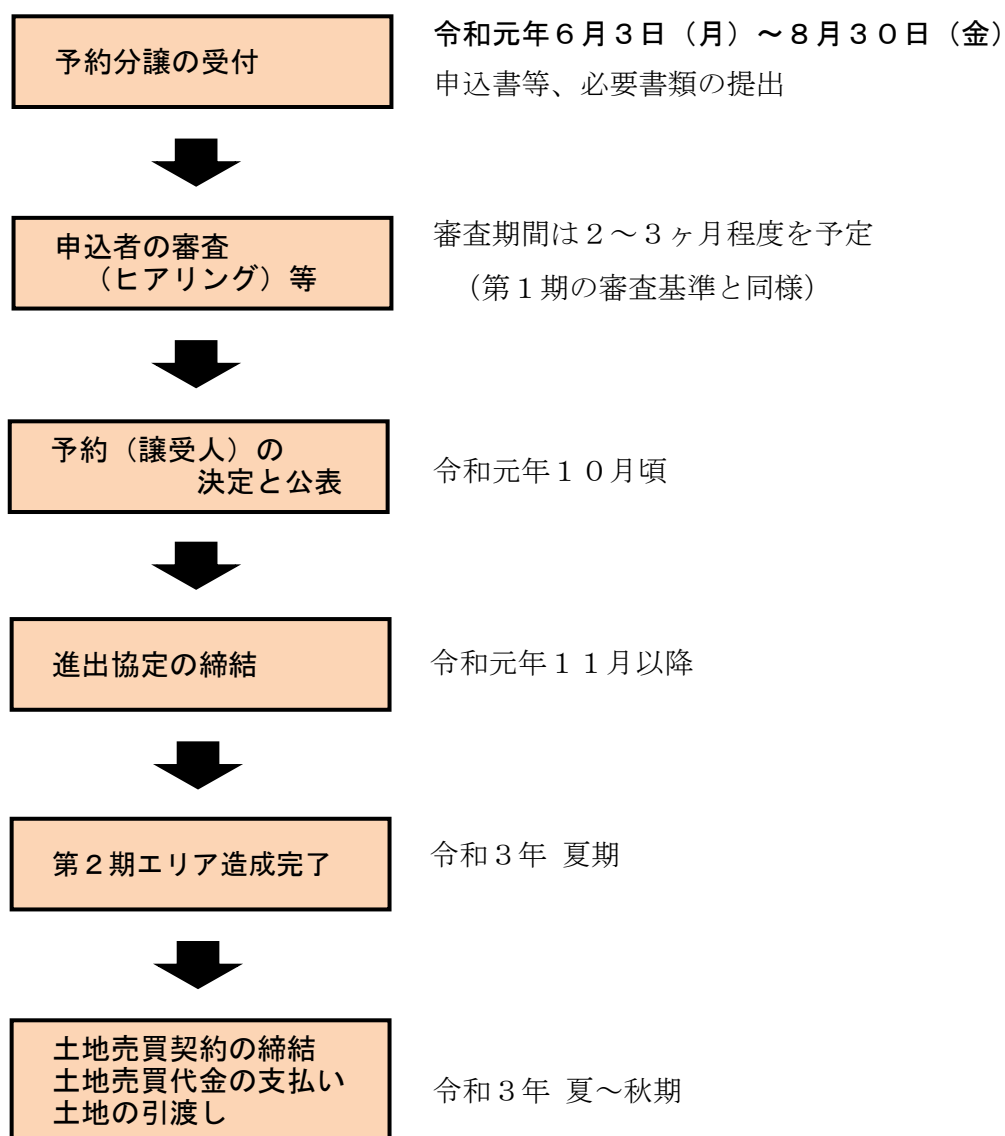 予約分譲の受付
令和元年６月３日（月）～８月３０日（金）
申込書等、必要書類の提出
申込者の審査
（ヒアリング）等
審査期間は２～３ヶ月程度を予定
（第１期の審査基準と同様）
予約（譲受人）の
決定と公表
令和元年１０月頃
進出協定の締結
令和元年１１月以降
第２期エリア造成完了
令和３年 夏期
土地売買契約の締結
土地売買代金の支払い
土地の引渡し
令和３年 夏～秋期